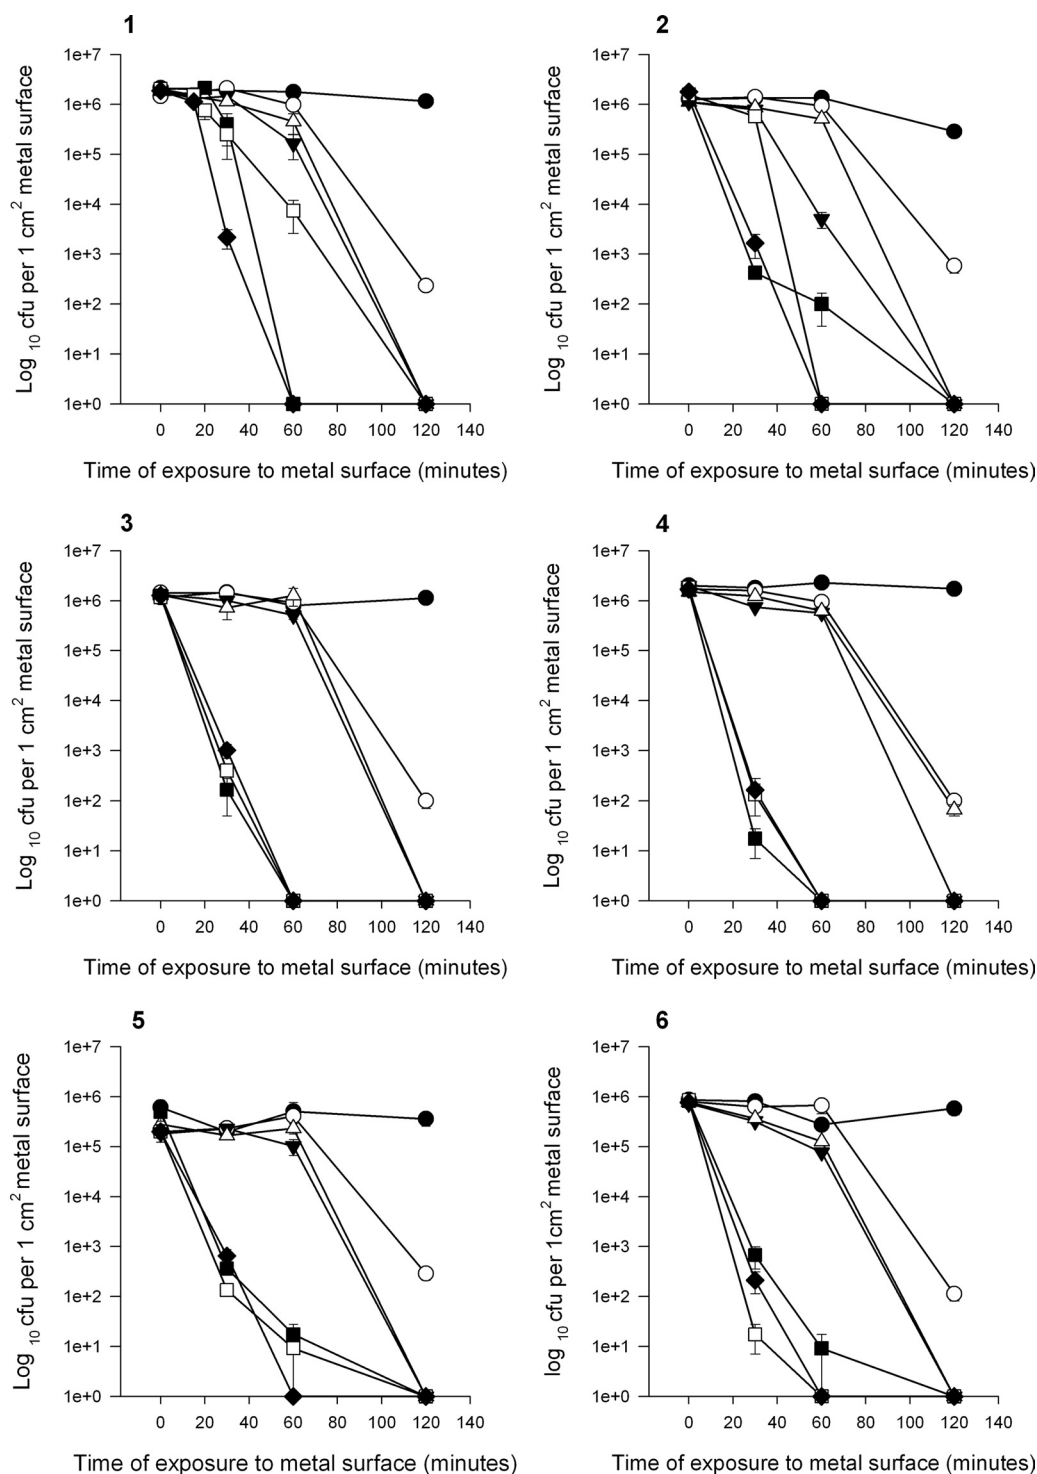 1
Log 10 cfu per 1 cm2 metal surface
1e+7
1e+6
1e+5
1e+4
1e+3
1e+2
1e+1
1e+0
0 20 40 60 80 100 120 140
Time of exposure to metal surface (minutes)
2
Log 10 cfu per 1 cm2 metal surface
1e+7
1e+6
1e+5
1e+4
1e+3
1e+2
1e+1
1e+0
0 20 40 60 80 100 120 140
Time of exposure to metal surface (minutes)
3
Log 10 cfu per 1 cm2 metal surface
1e+7
1e+6
1e+5
1e+4
1e+3
1e+2
1e+1
1e+0
0 20 40 60 80 100 120 140
Time of exposure to metal surface (minutes)
4
Log 10 cfu per 1 cm2 metal surface
1e+7
1e+6
1e+5
1e+4
1e+3
1e+2
1e+1
1e+0
0 20 40 60 80 100 120 140
Time of exposure to metal surface (minutes)
5
Log 10 cfu per 1 cm2 metal surface
1e+7
1e+6
1e+5
1e+4
1e+3
1e+2
1e+1
1e+0
0 20 40 60 80 100 120 140
Time of exposure to metal surface (minutes)
6
log 10 cfu per 1cm2 metal surface
1e+7
1e+6
1e+5
1e+4
1e+3
1e+2
1e+1
1e+0
0 20 40 60 80 100 120 140
Time of exposure to metal surface (minutes)